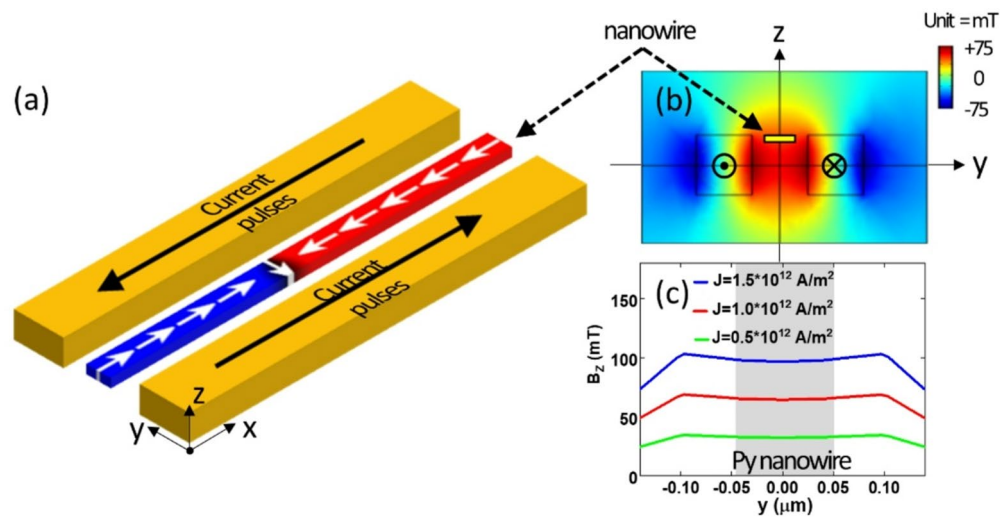 (a)
nanowire
Current
pulses
Current
pulses
z
y
x
Unit = mT
+75
0
-75
(b)
z
y
(c)
J=1.5*10¹² A/m²
J=1.0*10¹² A/m²
J=0.5*10¹² A/m²
150
100
50
0
B_Z (mT)
Py nanowire
-0.10 -0.05 0.00 0.05 0.10
y (μm)